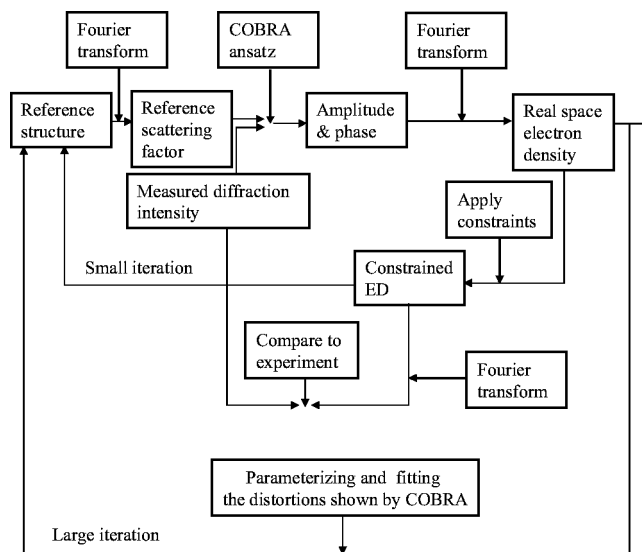 Fourier
transform
COBRA
ansatz
Fourier
transform
Reference
structure
Reference
scattering
factor
Amplitude
& phase
Real space
electron
density
Measured diffraction
intensity
Apply
constraints
Small iteration
Constrained
ED
Compare to
experiment
Fourier
transform
Parameterizing and fitting
the distortions shown by COBRA
Large iteration